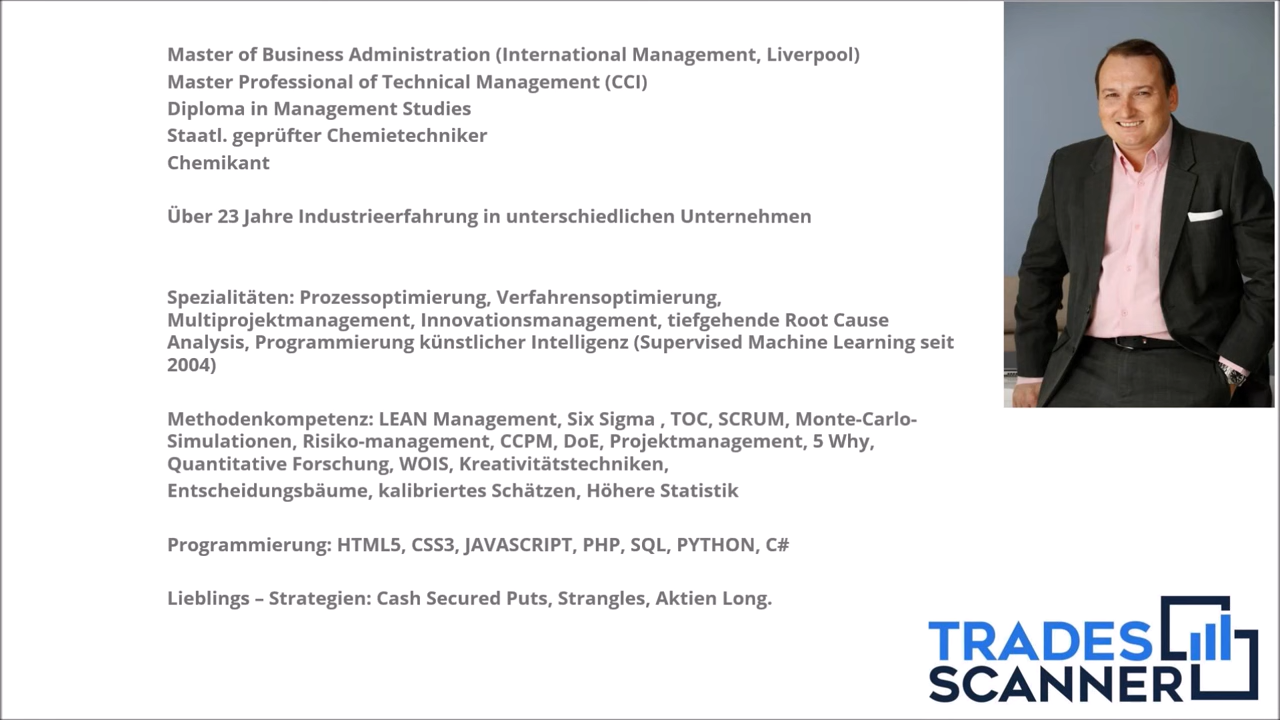 Master of Business Administration (International Management, Liverpool)
Master Professional of Technical Management (CCI)
Diploma in Management Studies
Staatl. geprüfter Chemietechniker
Chemikant
Über 23 Jahre Industrieerfahrung in unterschiedlichen Unternehmen
Spezialitäten: Prozessoptimierung, Verfahrensoptimierung,
Multiprojektmanagement, Innovationsmanagement, tiefgehende Root Cause
Analysis, Programmierung künstlicher Intelligenz (Supervised Machine Learning seit
2004)
Methodenkompetenz: LEAN Management, Six Sigma , TOC, SCRUM, Monte-Carlo-
Simulationen, Risiko-management, CCPM, DoE, Projektmanagement, 5 Why,
Quantitative Forschung, WOIS, Kreativitätstechniken,
Entscheidungsbäume, kalibriertes Schätzen, Höhere Statistik
Programmierung: HTML5, CSS3, JAVASCRIPT, PHP, SQL, PYTHON, C#
Lieblings – Strategien: Cash Secured Puts, Strangles, Aktien Long.
TRADES
SCANNER